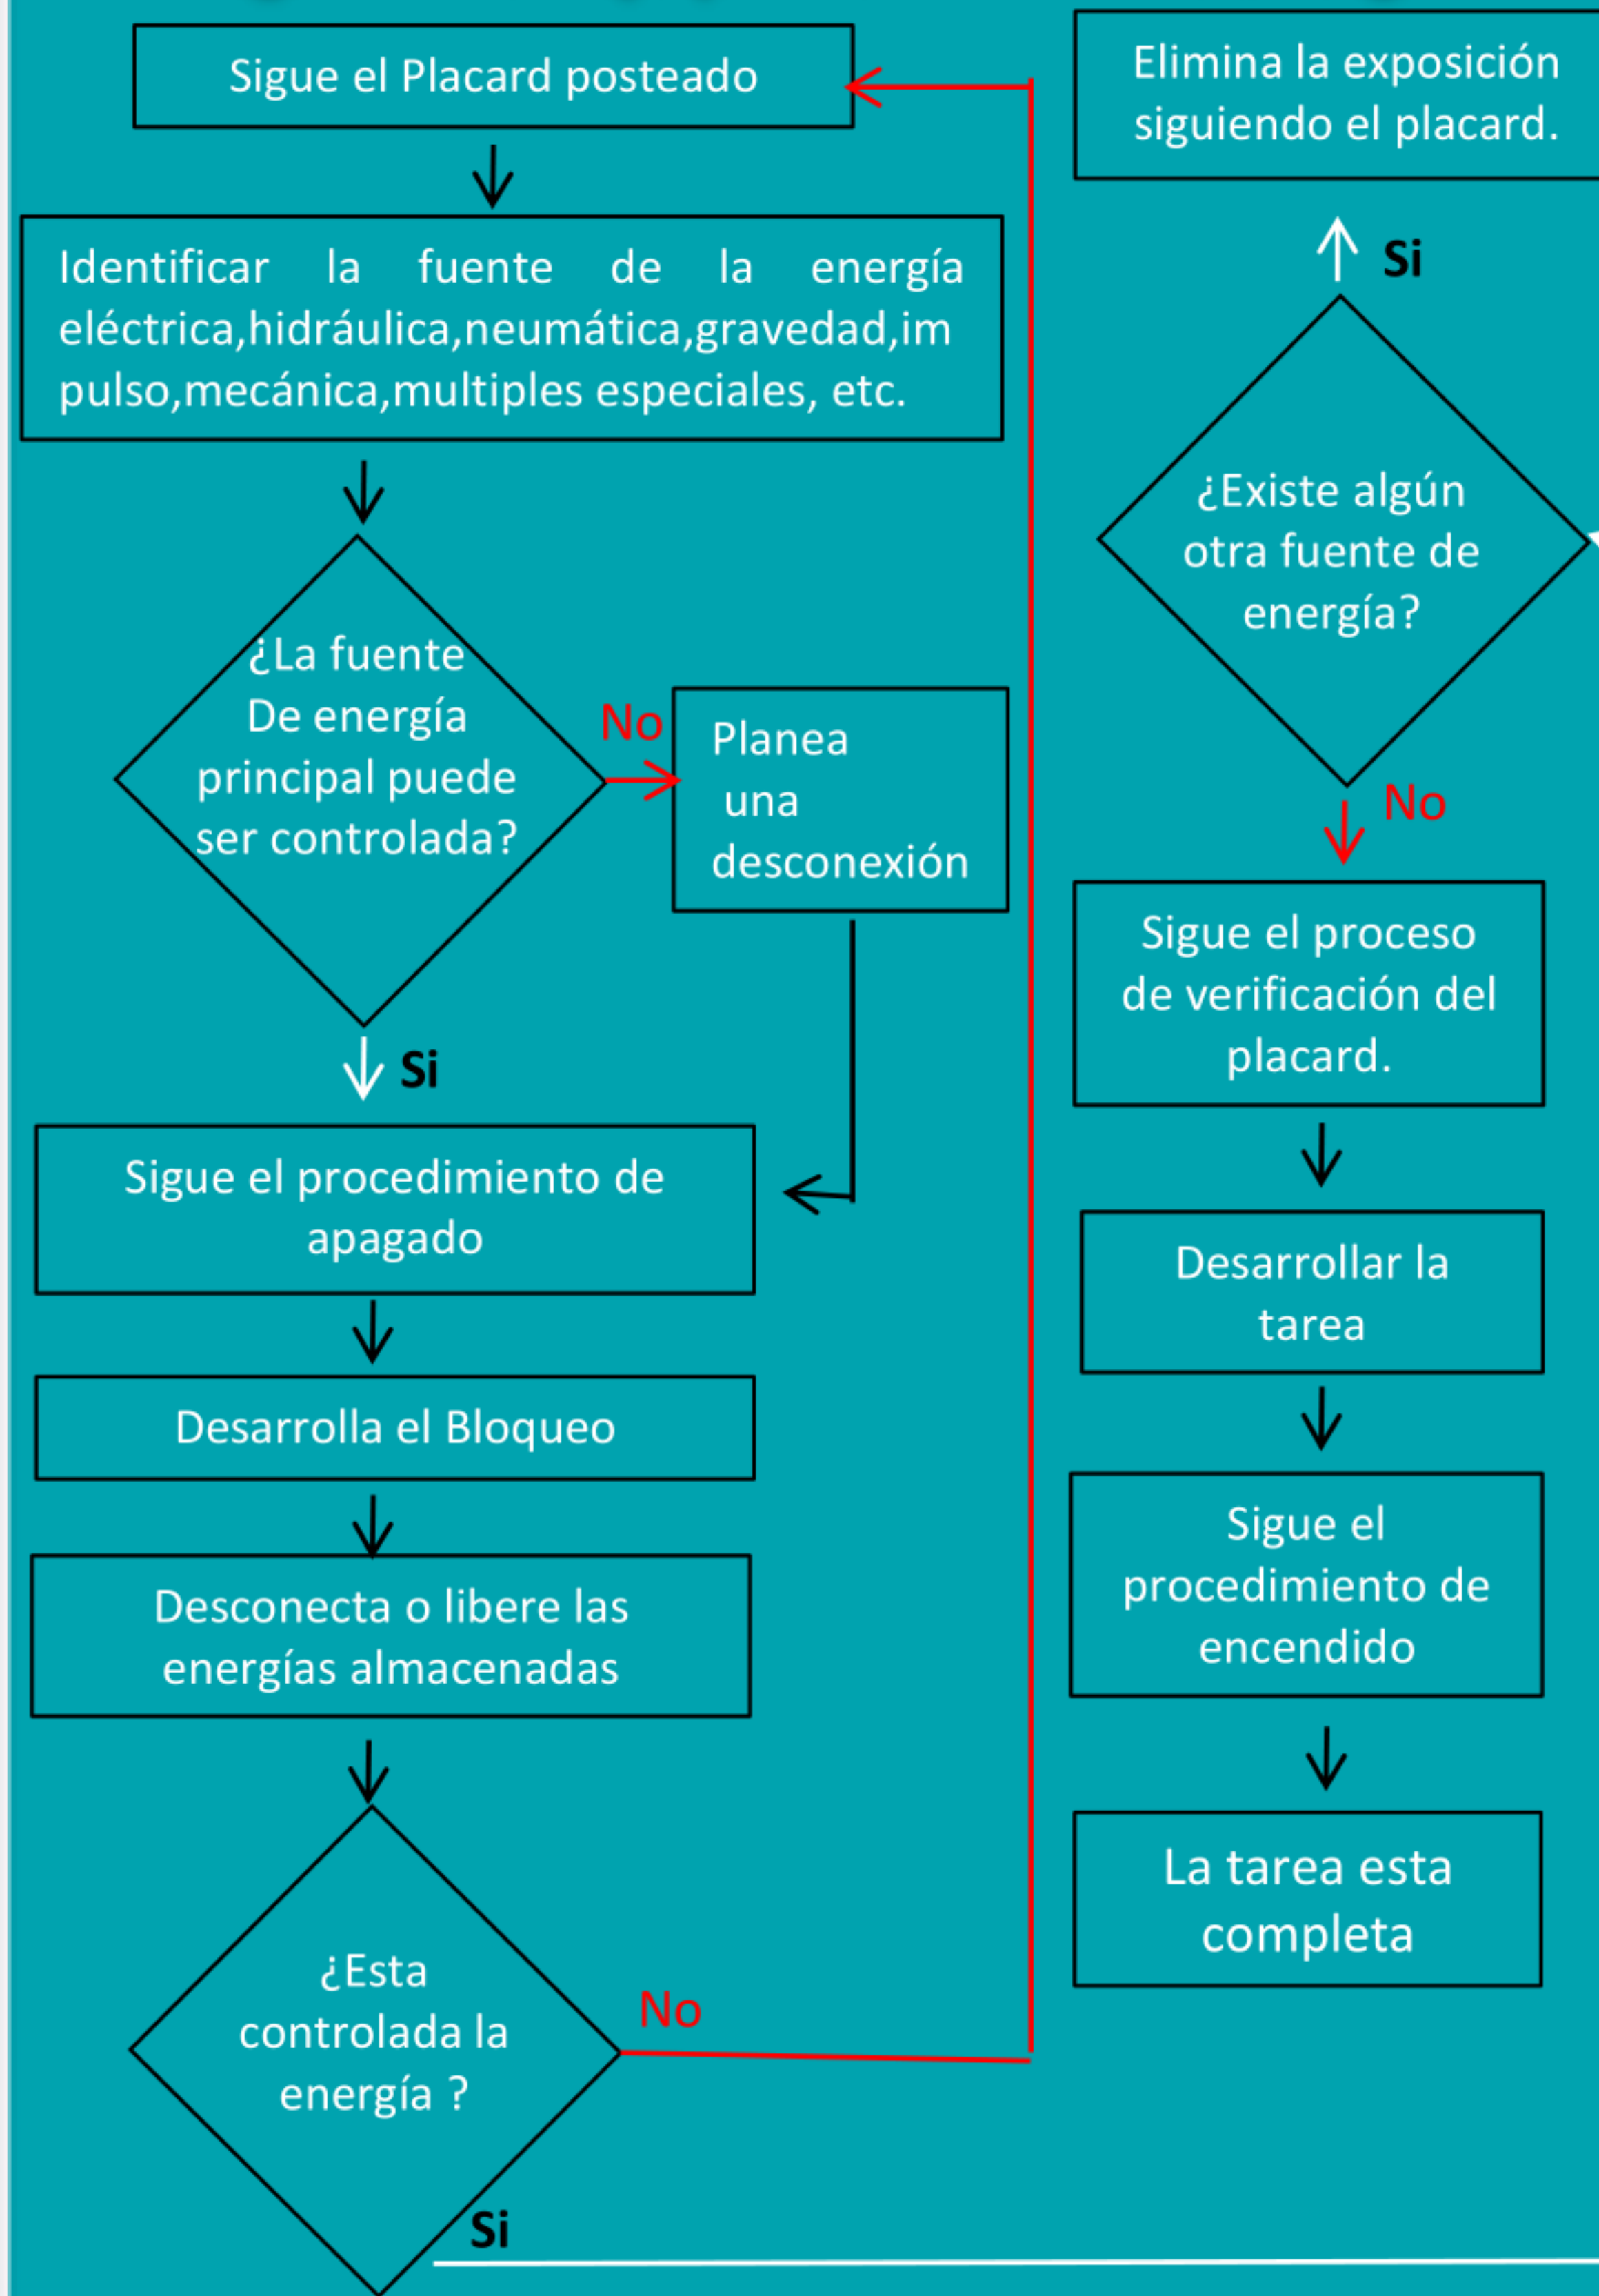 Sigue el Placard posteado
Identificar la fuente de la energía
eléctrica,hidráulica,neumática,gravedad,im
pulso,mecánica,multiples especiales, etc.
¿La fuente
De energía
principal puede
ser controlada?
No
Planea
una
desconexión
Si
Sigue el procedimiento de
apagado
Desarrolla el Bloqueo
Desconecta o libere las
energías almacenadas
¿Esta
controlada la
energía ?
No
Si
Elimina la exposición
siguiendo el placard.
Si
¿Existe algún
otra fuente de
energía?
No
Sigue el proceso
de verificación del
placard.
Desarrollar la
tarea
Sigue el
procedimiento de
encendido
La tarea esta
completa